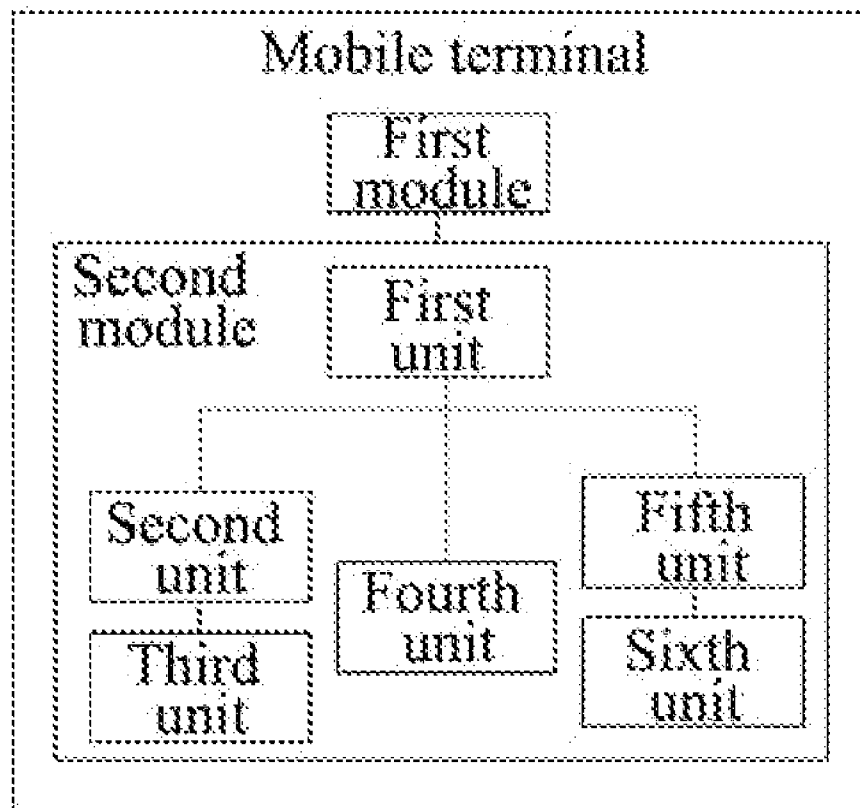 Mobile terminal
First
module
Second
module
First
unit
Second
unit
Third
unit
Fourth
unit
Fifth
unit
Sixth
unit